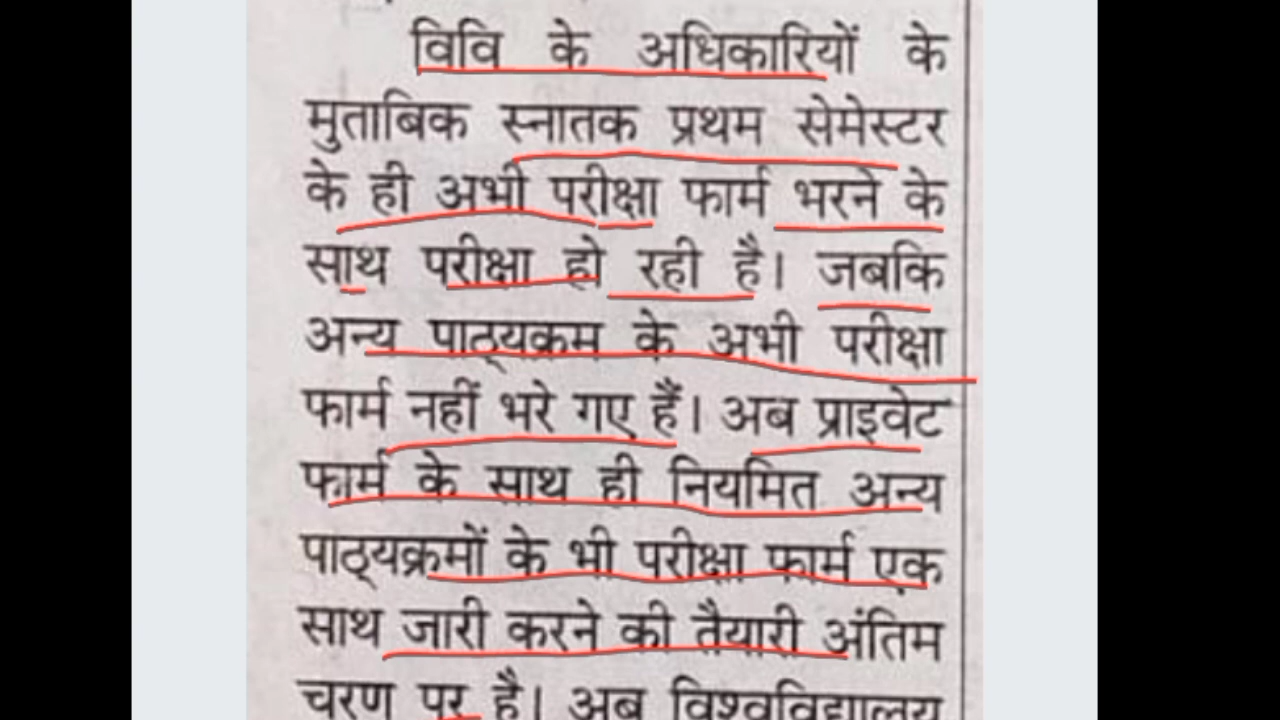 विवि के अधिकारियों के
मुताबिक स्नातक प्रथम सेमेस्टर
के ही अभी परीक्षा फार्म भरने के
साथ परीक्षा हो रही है। जबकि
अन्य पाठ्यक्रम के अभी परीक्षा
फार्म नहीं भरे गए हैं। अब प्राइवेट
फार्म के साथ ही नियमित अन्य
पाठ्यक्रमों के भी परीक्षा फार्म एक
साथ जारी करने की तैयारी अंतिम
चरण पर है। अब विश्वविद्यालय